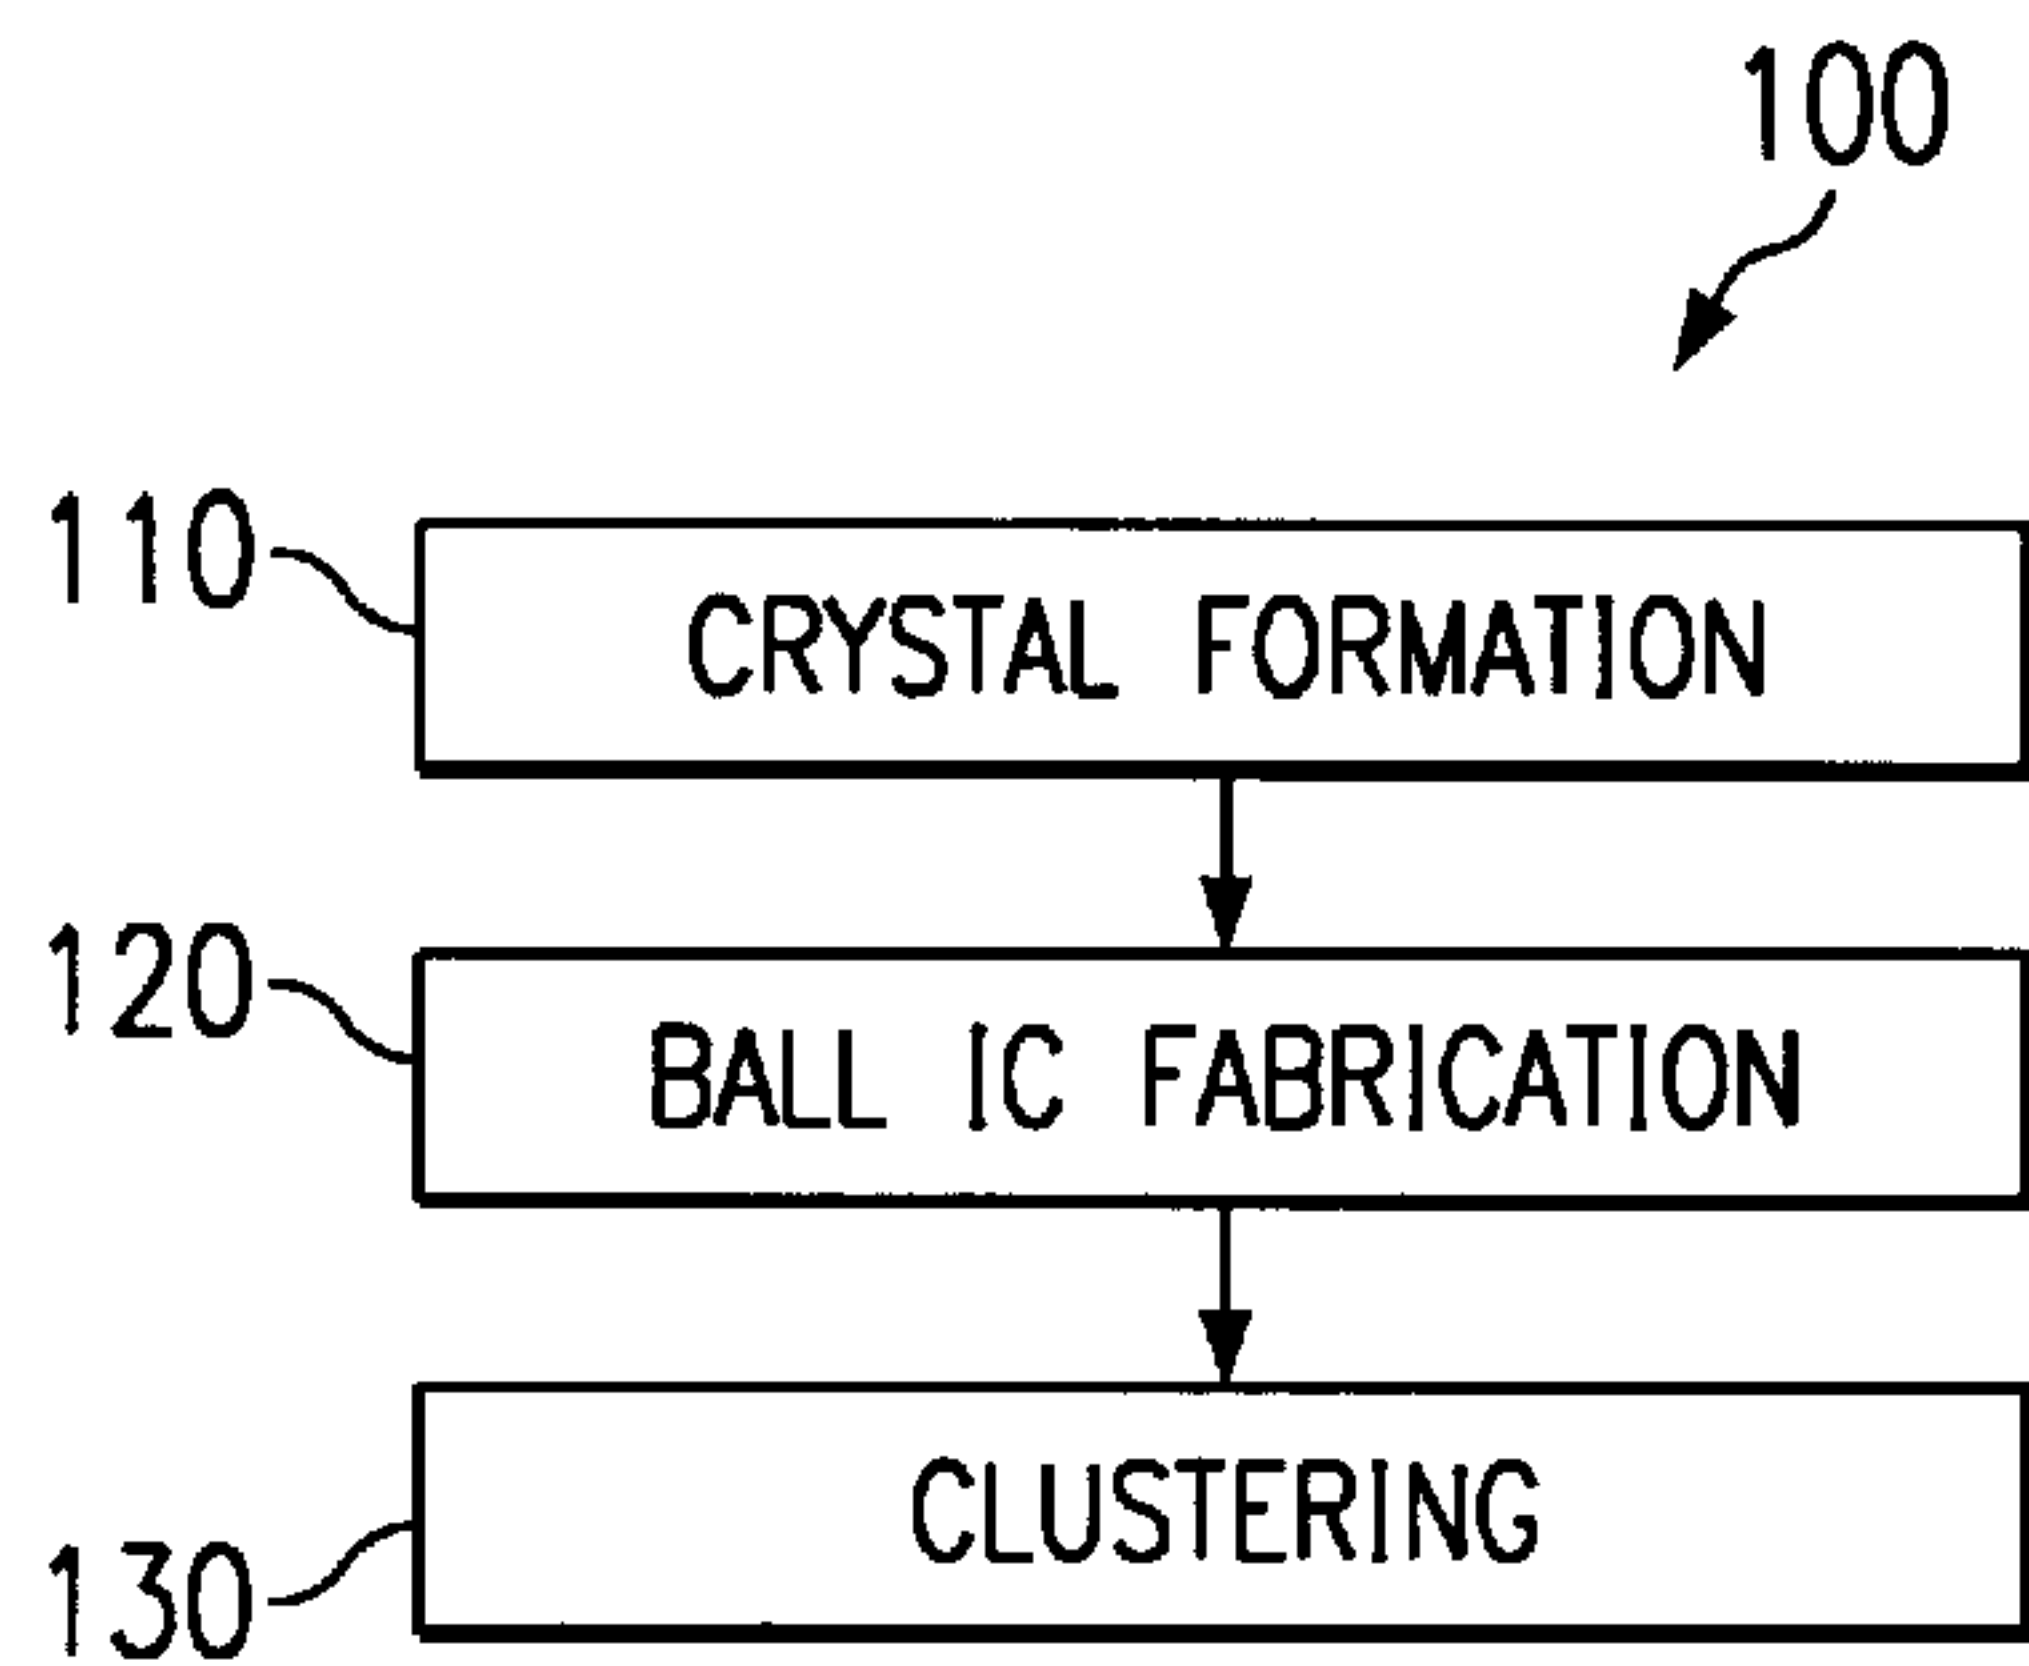 100
110
CRYSTAL FORMATION
120
BALL IC FABRICATION
CLUSTERING
130